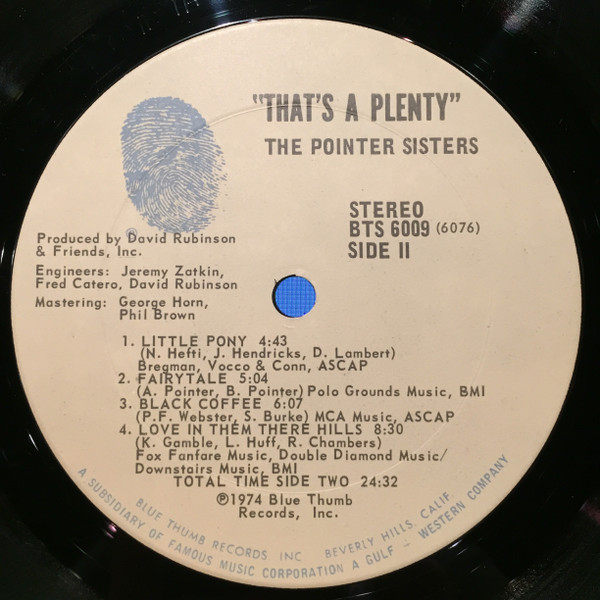 "THAT'S A PLENTY"
THE POINTER SISTERS
STEREO
BTS 6009 (6076)
SIDE II
®
Produced by David Rubinson
& Friends, Inc.
Engineers: Jeremy Zatkin,
Fred Catero, David Rubinson
Mastering: George Horn,
Phil Brown
1. LITTLE PONY 4:43
(N. Hefti, J. Hendricks, D. Lambert)
Bregman, Vocco & Conn, ASCAP
2. FAIRYTALE 5:04
(A. Pointer, B. Pointer) Polo Grounds Music, BMI
3. BLACK COFFEE 6:07
(P.F. Webster, S. Burke) MCA Music, ASCAP
4. LOVE IN THEM THERE HILLS 8:30
(K. Gamble, L. Huff, R. Chambers)
Fox Fanfare Music, Double Diamond Music/
Downstairs Music, BMI
TOTAL TIME SIDE TWO 24:32
℗1974 Blue Thumb
Records, Inc.
BLUE THUMB RECORDS INC BEVERLY HILLS, CALIF.
A SUBSIDIARY OF FAMOUS MUSIC CORPORATION A GULF - WESTERN COMPANY